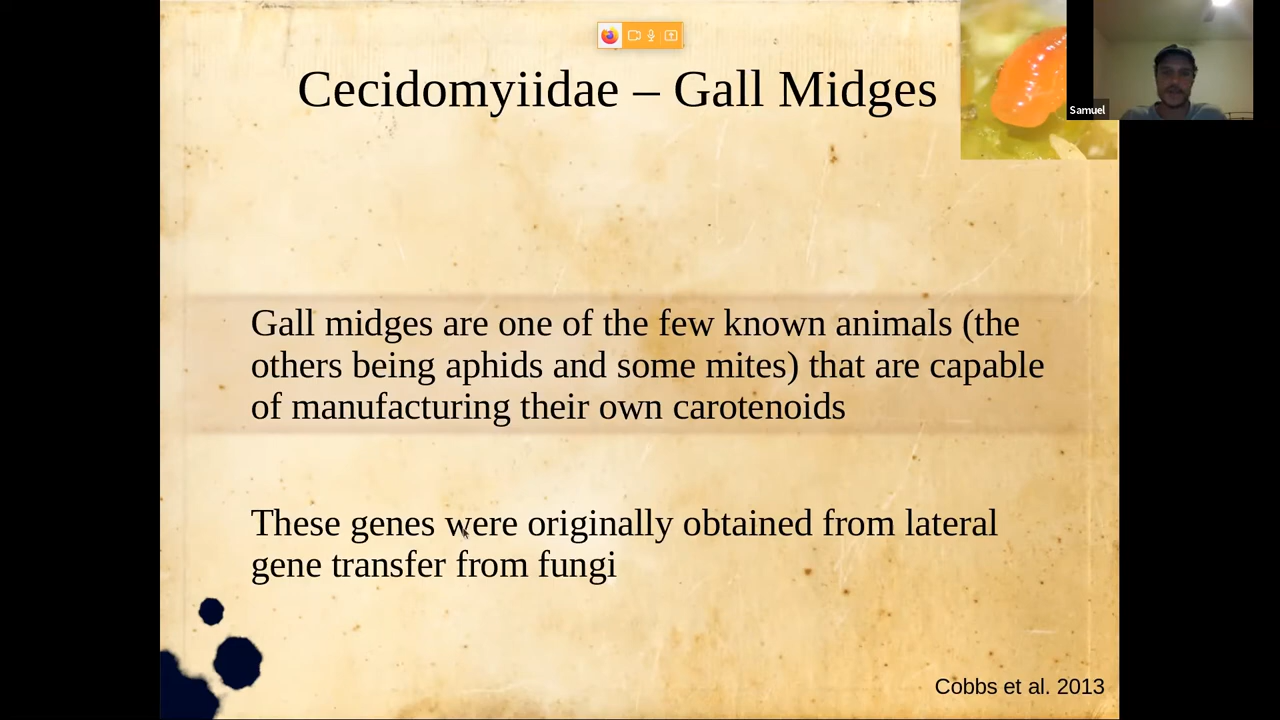 Cecidomyiidae – Gall Midges
Samuel
Gall midges are one of the few known animals (the
others being aphids and some mites) that are capable
of manufacturing their own carotenoids
These genes were originally obtained from lateral
gene transfer from fungi
Cobbs et al. 2013